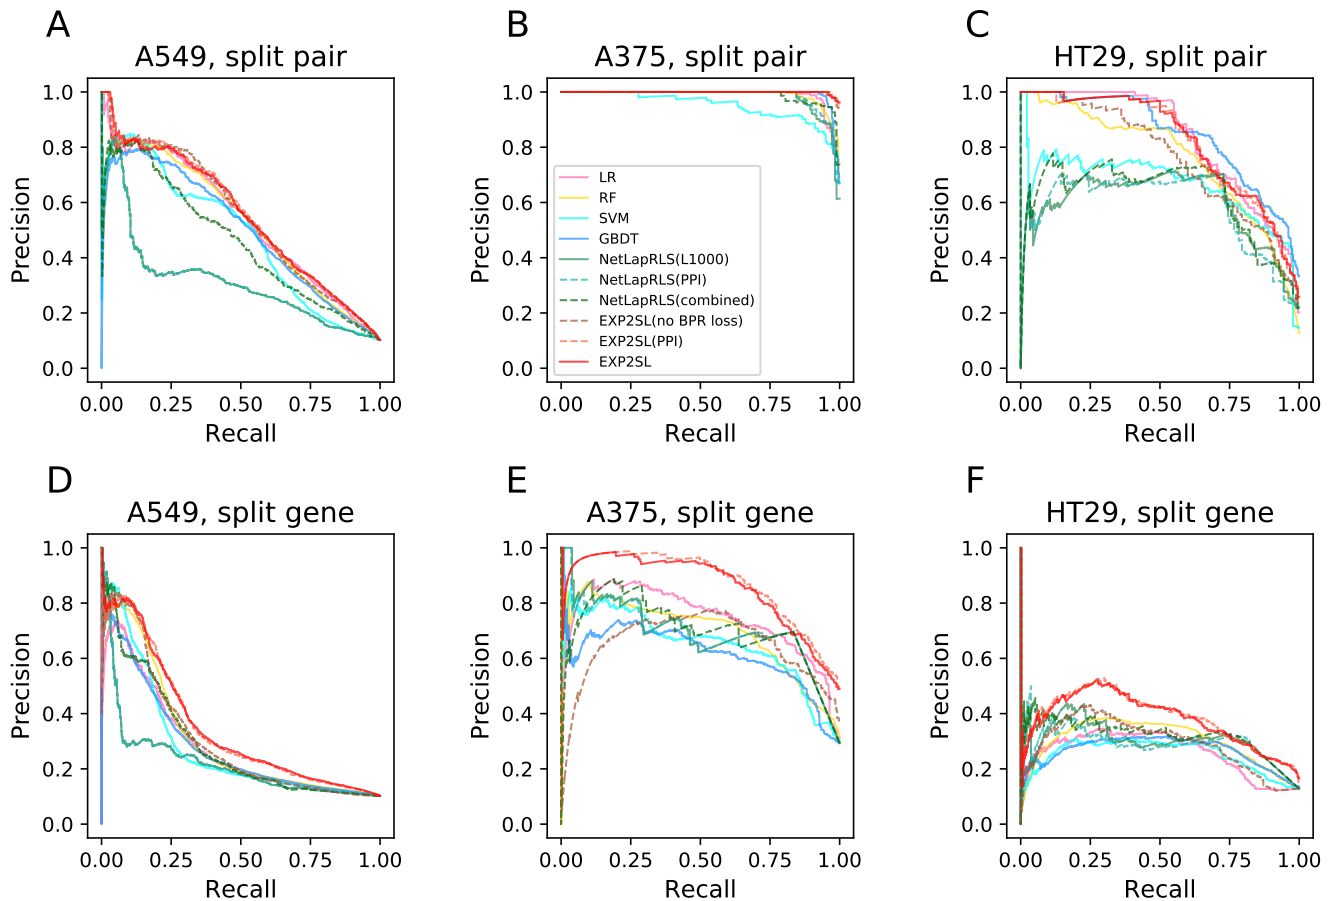 A
A549, split pair
1.0
0.8
0.6
0.4
0.2
0.0
Precision
0.00 0.25 0.50 0.75 1.00
Recall
B
A375, split pair
1.0
0.8
0.6
0.4
0.2
0.0
Precision
LR
RF
SVM
GBDT
NetLapRLS(L1000)
NetLapRLS(PPI)
NetLapRLS(combined)
EXP2SL(no BPR loss)
EXP2SL(PPI)
EXP2SL
0.00 0.25 0.50 0.75 1.00
Recall
C
HT29, split pair
1.0
0.8
0.6
0.4
0.2
0.0
Precision
0.00 0.25 0.50 0.75 1.00
Recall
D
A549, split gene
1.0
0.8
0.6
0.4
0.2
0.0
Precision
0.00 0.25 0.50 0.75 1.00
Recall
E
A375, split gene
1.0
0.8
0.6
0.4
0.2
0.0
Precision
0.00 0.25 0.50 0.75 1.00
Recall
F
HT29, split gene
1.0
0.8
0.6
0.4
0.2
0.0
Precision
0.00 0.25 0.50 0.75 1.00
Recall